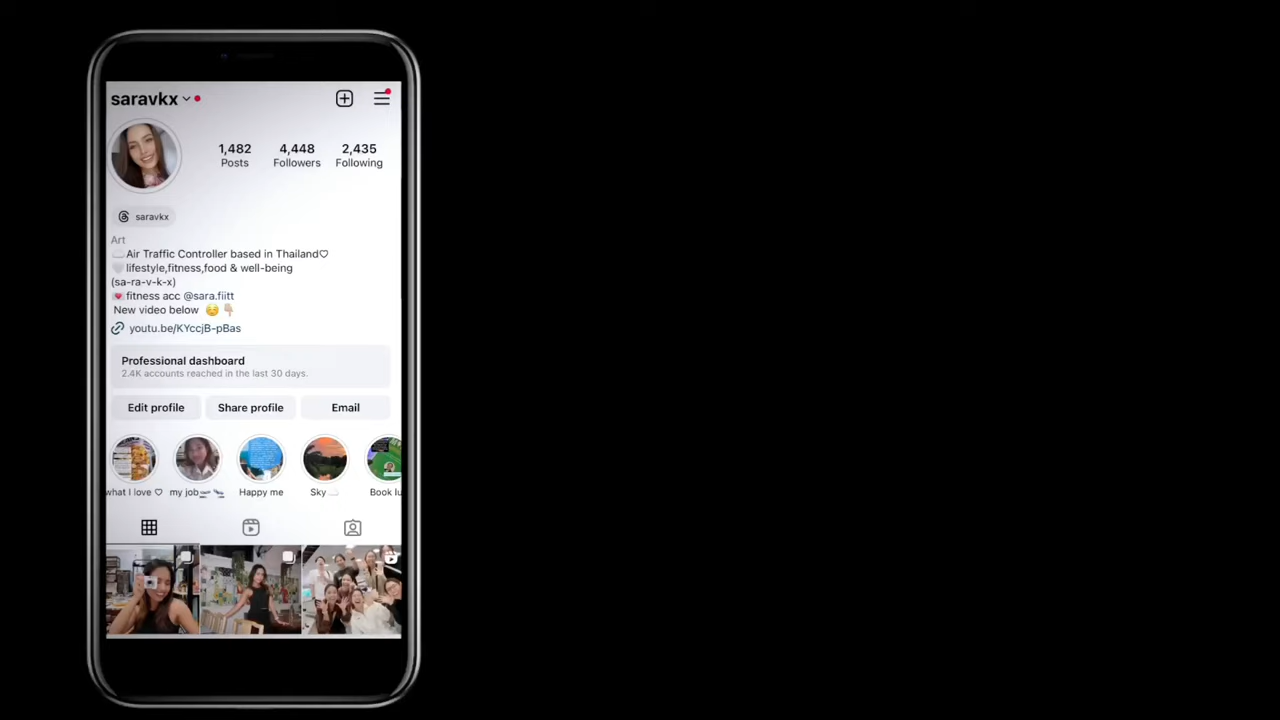 saravkx
1,482 4,448 2,435
Posts Followers Following
saravkx
Art
Air Traffic Controller based in Thailand♡
🤍lifestyle,fitness,food & well-being
(sa-ra-v-k-x)
💌fitness acc @sara.fiitt
New video below ☺️👇🏼
youtu.be/KYccjB-pBas
Professional dashboard
2.4K accounts reached in the last 30 days.
Edit profile Share profile Email
what I love ♡ my job Happy me Sky Book lu